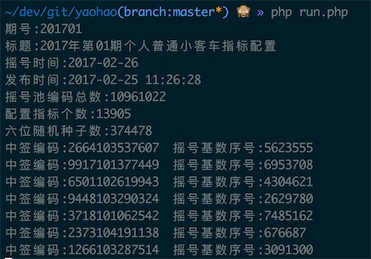 ~/dev/git/yaohao(branch:master*) 🙈 » php run.php
期号:201701
标题:2017年第01期个人普通小客车指标配置
摇号时间:2017-02-26
发布时间:2017-02-25 11:26:28
摇号池编码总数:10961022
配置指标个数:13905
六位随机种子数:374478
中签编码:2664103537607 摇号基数序号:5623555
中签编码:9917101377449 摇号基数序号:6953708
中签编码:6501102619943 摇号基数序号:4304621
中签编码:9448103290324 摇号基数序号:2629780
中签编码:3718101062542 摇号基数序号:7485162
中签编码:2373104191138 摇号基数序号:676687
中签编码:1266103287514 摇号基数序号:3091300